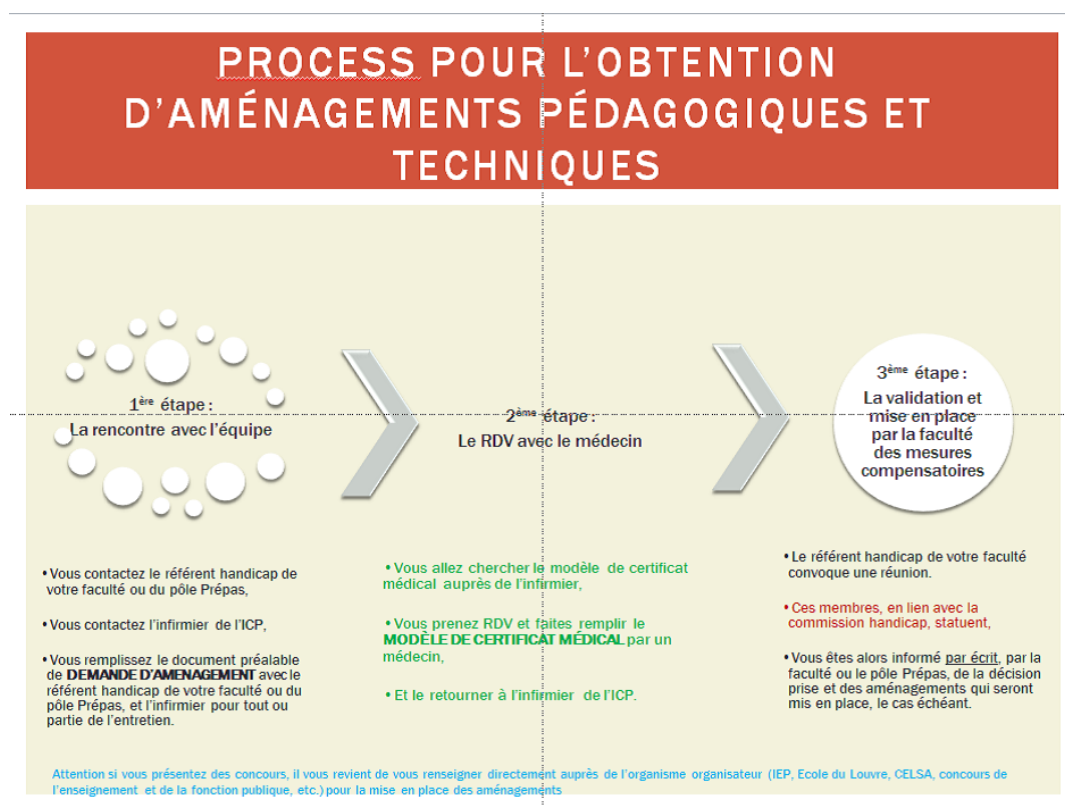 PROCESS POUR L'OBTENTION
D'AMÉNAGEMENTS PÉDAGOGIQUES ET
TECHNIQUES
1ère étape :
La rencontre avec l'équipe
2ème étape :
Le RDV avec le médecin
3ème étape :
La validation et
mise en place
par la faculté
des mesures
compensatoires
• Vous contactez le référent handicap de
votre faculté ou du pôle Prépas,
• Vous contactez l'infirmier de l'ICP,
• Vous remplissez le document préalable
de DEMANDE D'AMENAGEMENT avec le
référent handicap de votre faculté ou du
pôle Prépas, et l'infirmier pour tout ou
partie de l'entretien.
• Vous allez chercher le modèle de certificat
médical auprès de l'infirmier,
• Vous prenez RDV et faites remplir le
MODÈLE DE CERTIFICAT MÉDICAL par un
médecin,
• Et le retourner à l'infirmier de l'ICP.
• Le référent handicap de votre faculté
convoque une réunion.
• Ces membres, en lien avec la
commission handicap, statuent,
• Vous êtes alors informé par écrit, par la
faculté ou le pôle Prépas, de la décision
prise et des aménagements qui seront
mis en place, le cas échéant.
Attention si vous présentez des concours, il vous revient de vous renseigner directement auprès de l'organisme organisateur (IEP, Ecole du Louvre, CELSA, concours de
l'enseignement et de la fonction publique, etc.) pour la mise en place des aménagements